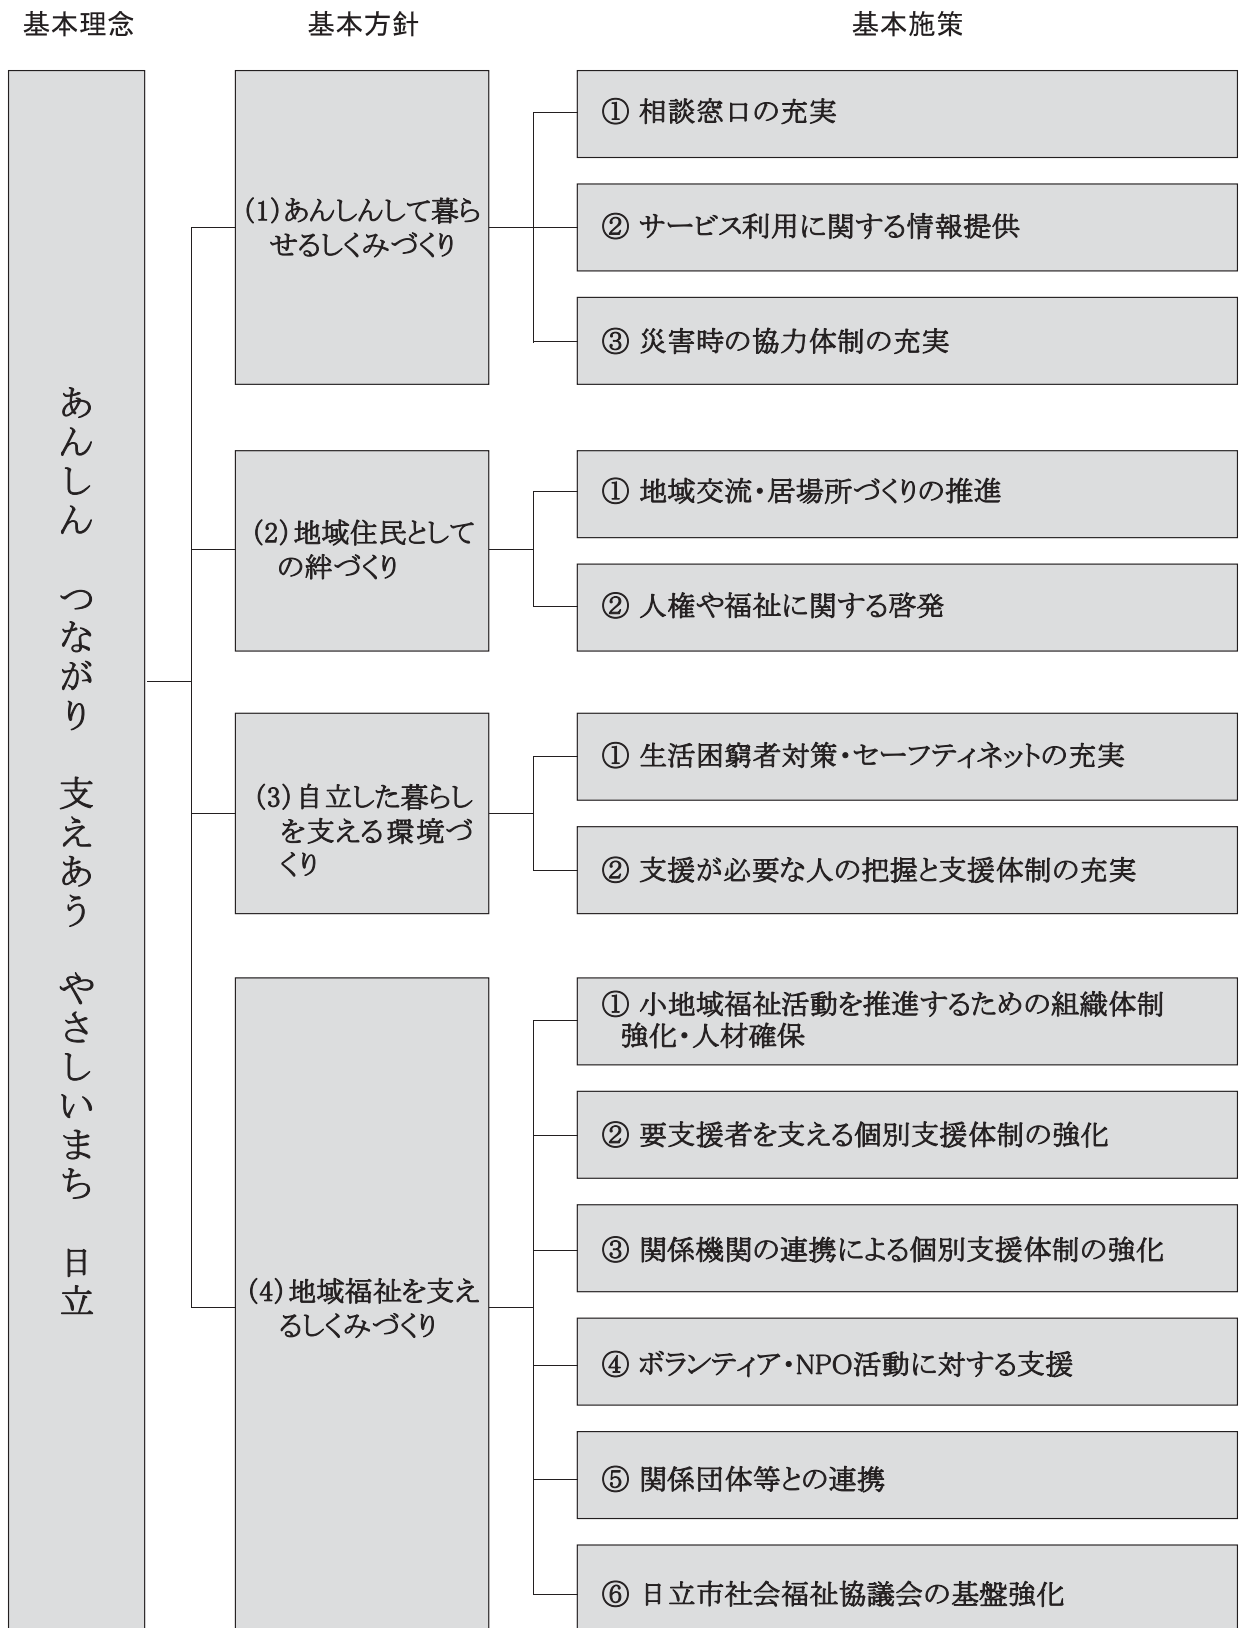 基本理念
基本方針
基本施策
あんしん　つながり　支えあう　やさしいまち　日立
(1)あんしんして暮ら
せるしくみづくり
① 相談窓口の充実
② サービス利用に関する情報提供
③ 災害時の協力体制の充実
(2)地域住民として
の絆づくり
① 地域交流・居場所づくりの推進
② 人権や福祉に関する啓発
(3)自立した暮らし
を支える環境づ
くり
① 生活困窮者対策・セーフティネットの充実
② 支援が必要な人の把握と支援体制の充実
(4)地域福祉を支え
るしくみづくり
① 小地域福祉活動を推進するための組織体制
強化・人材確保
② 要支援者を支える個別支援体制の強化
③ 関係機関の連携による個別支援体制の強化
④ ボランティア・NPO活動に対する支援
⑤ 関係団体等との連携
⑥ 日立市社会福祉協議会の基盤強化